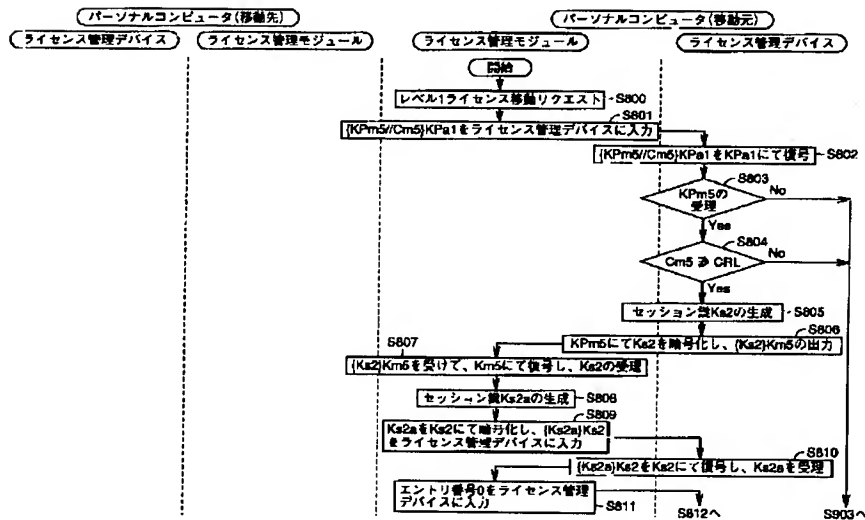 パーソナルコンピュータ(移動先)
パーソナルコンピュータ(移動元)
ライセンス管理デバイス
ライセンス管理モジュール
ライセンス管理モジュール
ライセンス管理デバイス
開始
レベル1ライセンス移動リクエスト
S800
S801
{KPm5//Cm5}KPa1をライセンス管理デバイスに入力
{KPm5//Cm5}KPa1をKPa1にて復号
S802
S803
KPm5の
受理
No
Yes
S804
Cm5 ∌ CRL
No
Yes
セッション鍵Ks2の生成
S805
S806
KPm5にてKs2を暗号化し、{Ks2}Km5の出力
S807
{Ks2}Km5を受けて、Km5にて復号し、Ks2の受理
セッション鍵Ks2aの生成
S808
S809
Ks2aをKs2にて暗号化し、{Ks2a}Ks2
をライセンス管理デバイスに入力
S810
{Ks2a}Ks2をKs2にて復号し、Ks2aを受理
エントリ番号0をライセンス管理
デバイスに入力
S811
S812へ
S903へ